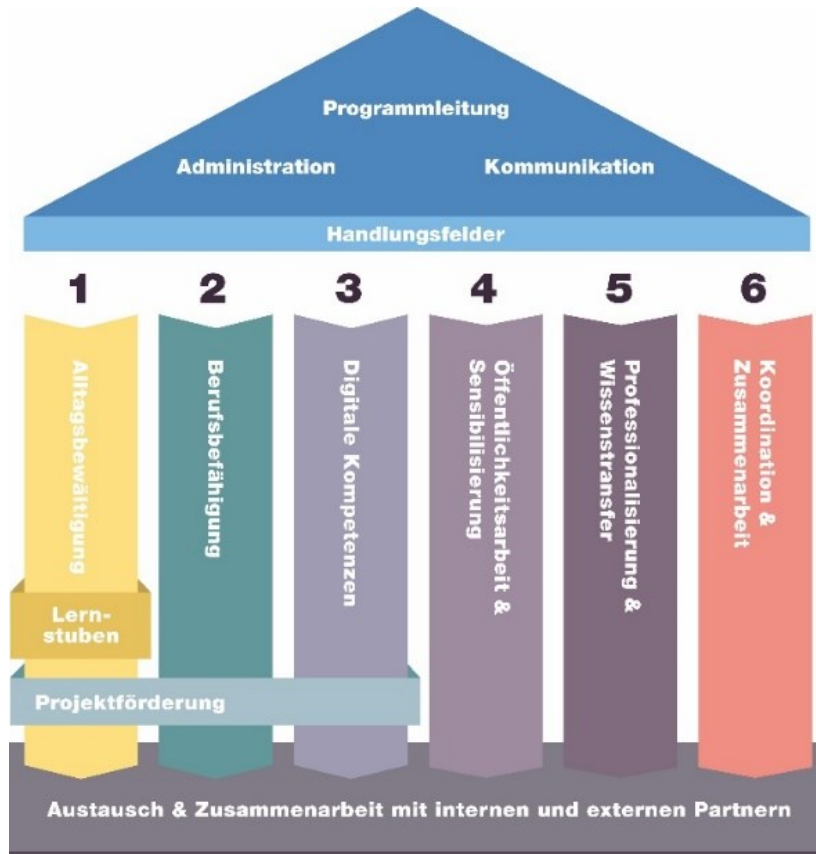 Programmleitung
Administration
Kommunikation
Handlungsfelder
1
2
3
4
5
6
Alltagsbewältigung
Berufsbefähigung
Digitale Kompetenzen
Öffentlichkeitsarbeit &
Sensibilisierung
Professionalisierung &
Wissenstransfer
Koordination &
Zusammenarbeit
Lern-
stuben
Projektförderung
Austausch & Zusammenarbeit mit internen und externen Partnern